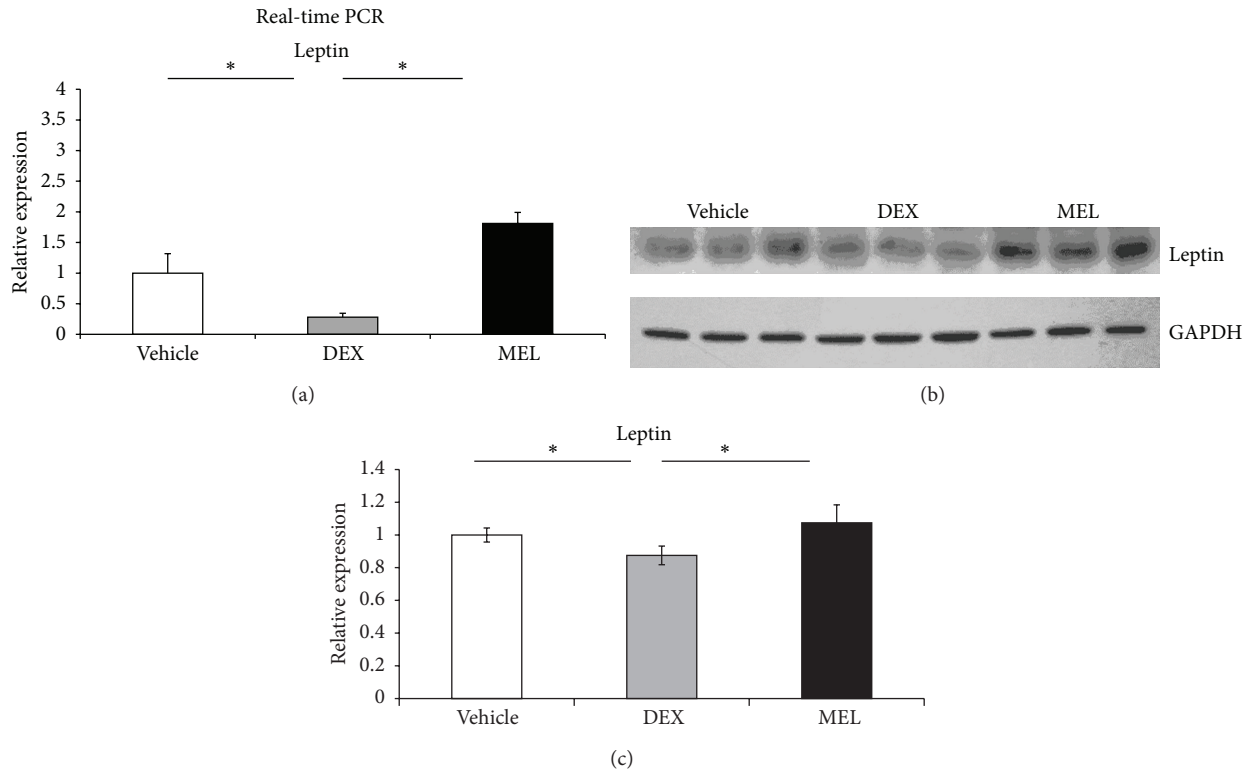 Real-time PCR
Leptin
* *
Relative expression
4
3.5
3
2.5
2
1.5
1
0.5
0
Vehicle DEX MEL
(a)
Vehicle DEX MEL
Leptin
GAPDH
(b)
Leptin
* *
Relative expression
1.4
1.2
1
0.8
0.6
0.4
0.2
0
Vehicle DEX MEL
(c)